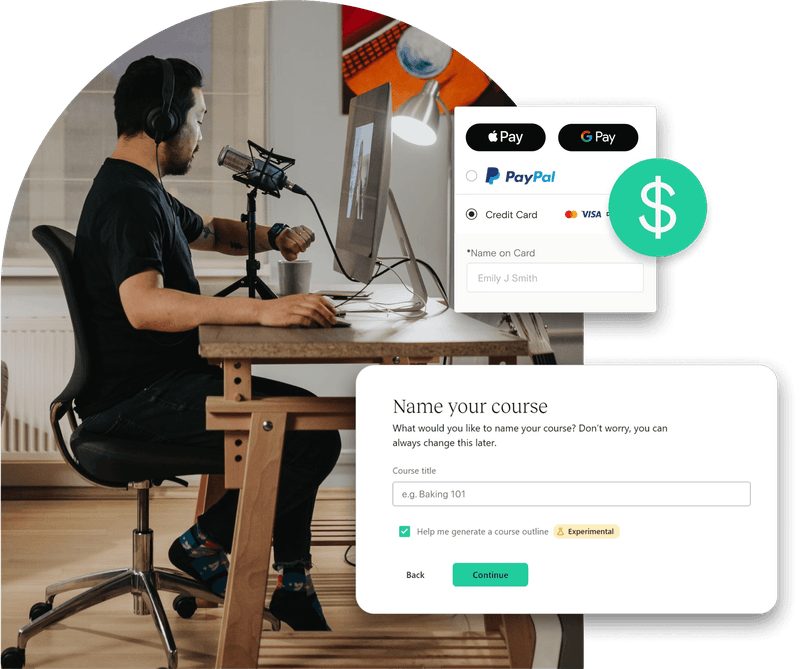 Pay
G Pay
PayPal
Credit Card
VISA
*Name on Card
Emily J Smith
$
Name your course
What would you like to name your course? Don't worry, you can
always change this later.
Course title
e.g. Baking 101
Help me generate a course outline
Experimental
Back
Continue